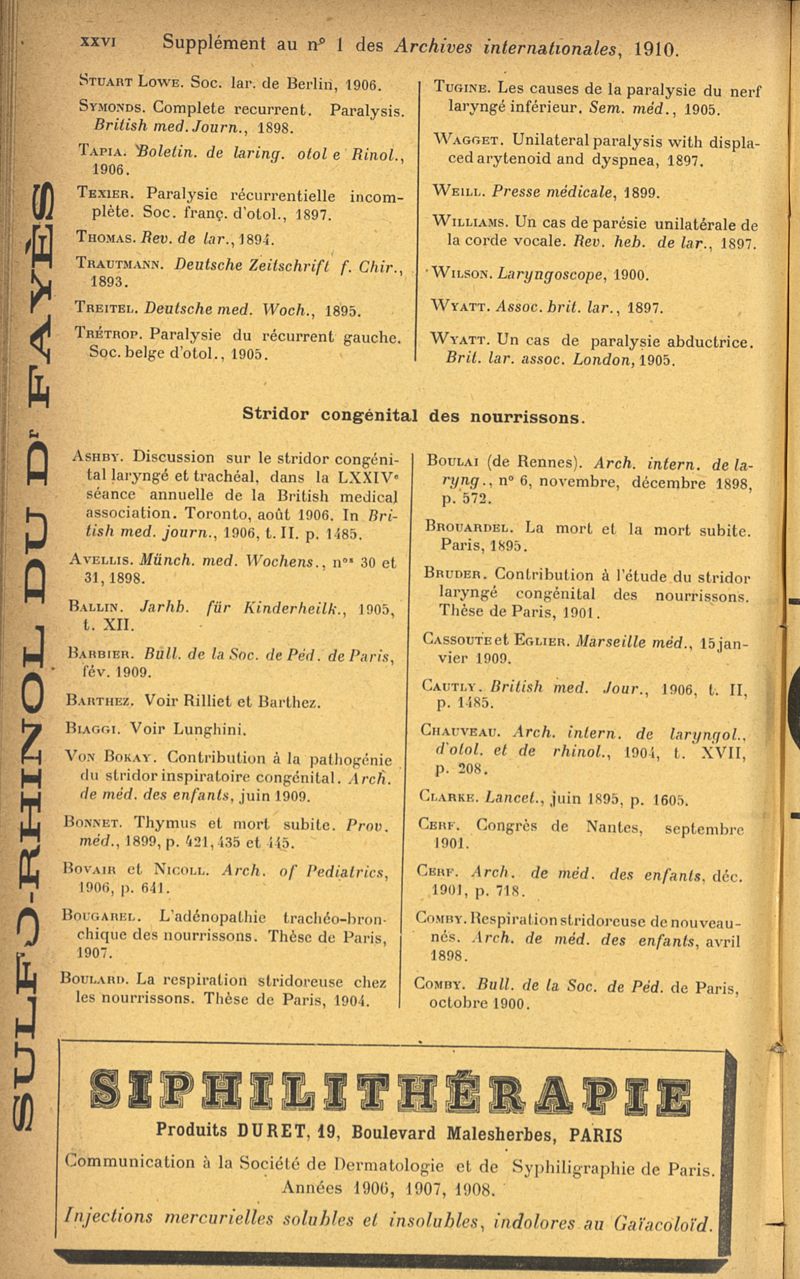 XXVI Supplément au nº 1 des Archives internationales, 1910.
STUART LOWE. Soc. lar. de Berlin, 1906.
SYMONDS. Complete recurrent. Paralysis.
British med. Journ., 1898.
TAPIA. Boletin. de laring. otol e Rinol.,
1906.
TEXIER. Paralysie récurrentielle incom-
plète. Soc. franç. d'otol., 1897.
THOMAS. Rev. de lar., 1894.
TRAUTMANN. Deutsche Zeitschrift f. Chir.,
1893.
TREITEL. Deutsche med. Woch., 1895.
TRÉTROP. Paralysie du récurrent gauche.
Soc. belge d'otol., 1905.
TUGINE. Les causes de la paralysie du nerf
laryngé inférieur. Sem. méd., 1905.
WAGGET. Unilateral paralysis with displa-
ced arytenoid and dyspnea, 1897.
WEILL. Presse médicale, 1899.
WILLIAMS. Un cas de parésie unilatérale de
la corde vocale. Rev. heb. de lar., 1897.
WILSON. Laryngoscope, 1900.
WYATT. Assoc. brit. lar., 1897.
WYATT. Un cas de paralysie abductrice.
Brit. lar. assoc. London, 1905.
Stridor congénital des nourrissons.
ASHBY. Discussion sur le stridor congéni-
tal laryngé et trachéal, dans la LXXIVe
séance annuelle de la British medical
association. Toronto, août 1906. In Bri-
tish med. journ., 1906, t. II. p. 1485.
AVELLIS. Münch. med. Wochens., nos 30 et
31, 1898.
BALLIN. Jarhb. für Kinderheilk., 1905,
t. XII.
BARBIER. Bull. de la Soc. de Péd. de Paris,
fév. 1909.
BARTHEZ. Voir Rilliet et Barthez.
BIAGGI. Voir Lunghini.
VON BOKAY. Contribution à la pathogénie
du stridor inspiratoire congénital. Arch.
de méd. des enfants, juin 1909.
BONNET. Thymus et mort subite. Prov.
méd., 1899, p. 421, 435 et 445.
BOVAIR et NICOLL. Arch. of Pediatrics,
1906, p. 641.
BOUGAREL. L'adénopathie trachéo-bron-
chique des nourrissons. Thèse de Paris,
1907.
BOULARD. La respiration stridoreuse chez
les nourrissons. Thèse de Paris, 1904.
BOULAI (de Rennes). Arch. intern. de la-
ryng., n° 6, novembre, décembre 1898,
p. 572.
BROUARDEL. La mort et la mort subite.
Paris, 1895.
BRUDER. Contribution à l'étude du stridor
laryngé congénital des nourrissons.
Thèse de Paris, 1901.
CASSOUTE et EGLIER. Marseille méd., 15 jan-
vier 1909.
CAUTLY. British med. Jour., 1906, t. II,
p. 1485.
CHAUVEAU. Arch. intern. de laryngol.,
d'otol. et de rhinol., 1904, t. XVII,
p. 208.
CLARKE. Lancet., juin 1895, p. 1605.
CERF. Congrès de Nantes, septembre
1901.
CERF. Arch. de méd. des enfants, déc.
1901, p. 718.
COMBY. Respiration stridoreuse de nouveau-
nés. Arch. de méd. des enfants, avril
1898.
COMBY. Bull. de la Soc. de Péd. de Paris,
octobre 1900.
SULFO-RHINOL DU Dr FAYÈS
SIPHILITHÉRAPIE
Produits DURET, 19, Boulevard Malesherbes, PARIS
Communication à la Société de Dermatologie et de Syphiligraphie de Paris.
Années 1906, 1907, 1908.
Injections mercurielles solubles et insolubles, indolores au Gaïacoloïd.